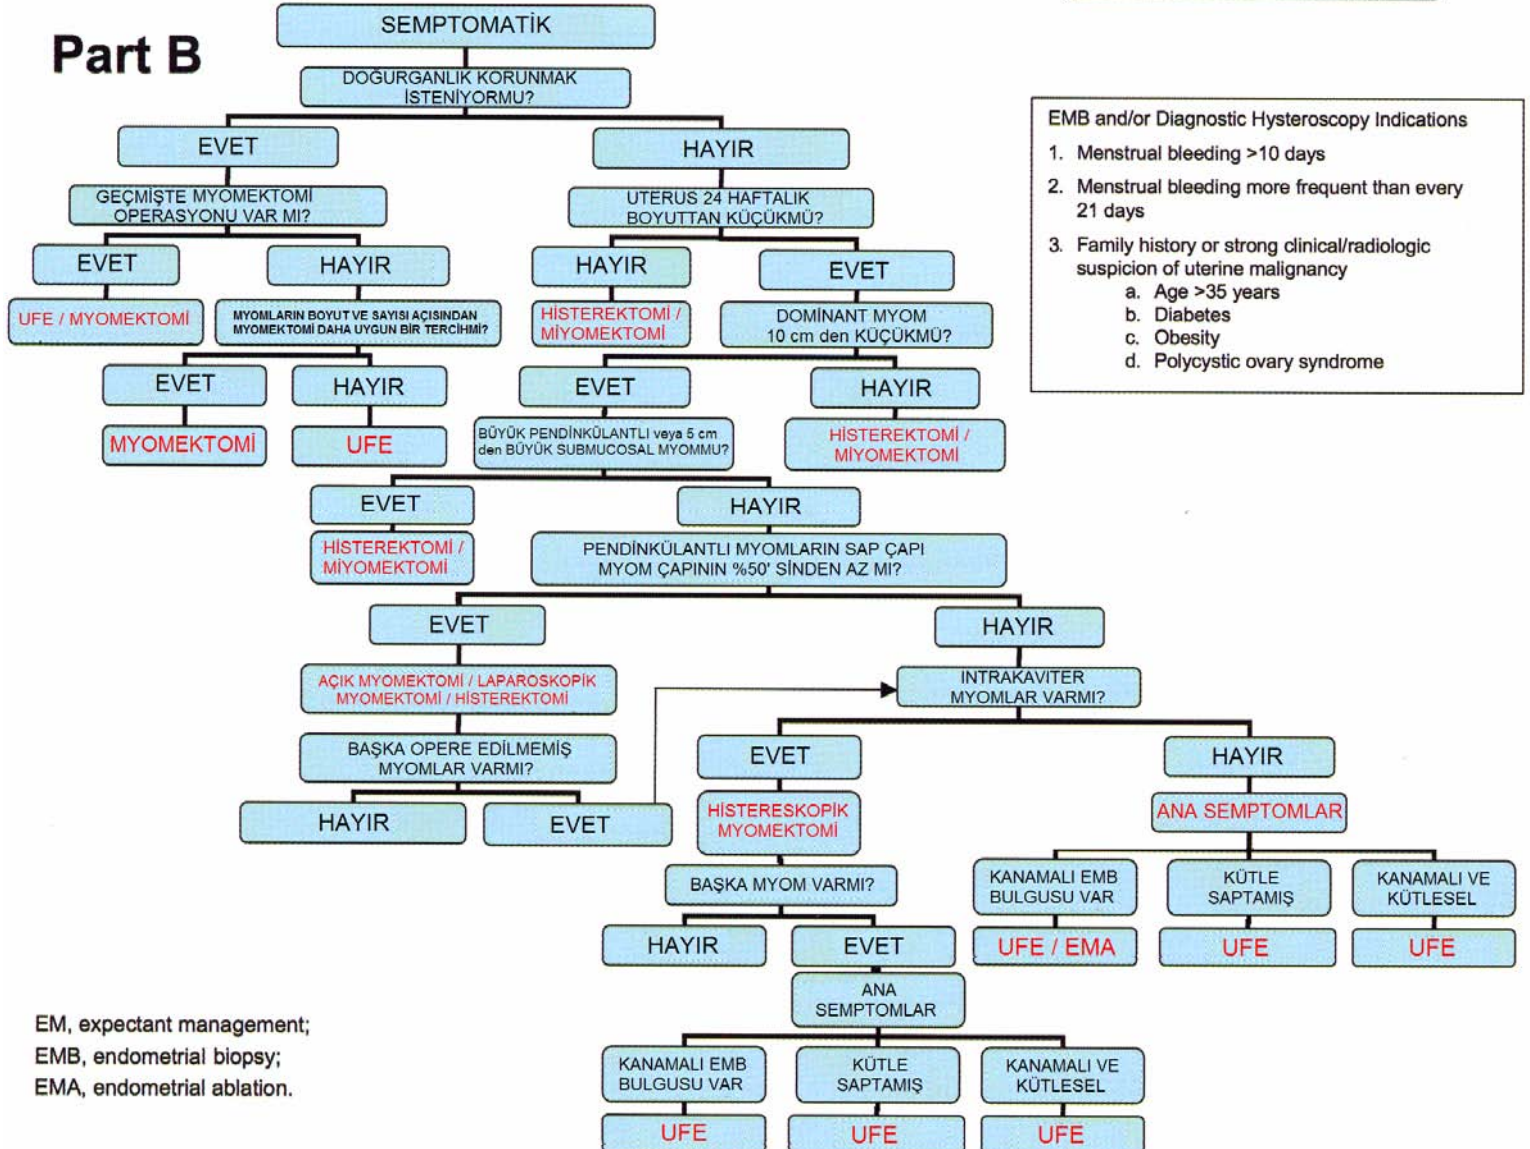 Part B
SEMPTOMATİK
DOĞURGANLIK KORUNMAK
İSTENİYORMU?
EVET
HAYIR
GEÇMİŞTE MYOMEKTOMİ
OPERASYONU VAR MI?
UTERUS 24 HAFTALIK
BOYUTTAN KÜÇÜKMÜ?
EVET
HAYIR
HAYIR
EVET
UFE / MYOMEKTOMİ
MYOMLARIN BOYUT VE SAYISI AÇISINDAN
MYOMEKTOMİ DAHA UYGUN BİR TERCİHMİ?
HİSTEREKTOMİ /
MİYOMEKTOMİ
DOMİNANT MYOM
10 cm den KÜÇÜKMÜ?
EVET
HAYIR
EVET
HAYIR
MYOMEKTOMİ
UFE
BÜYÜK PENDİNKÜLANTLI veya 5 cm
den BÜYÜK SUBMUCOSAL MYOMMU?
HİSTEREKTOMİ /
MİYOMEKTOMİ
EVET
HAYIR
HİSTEREKTOMİ /
MİYOMEKTOMİ
PENDİNKÜLANTLI MYOMLARIN SAP ÇAPI
MYOM ÇAPININ %50' SİNDEN AZ MI?
EVET
HAYIR
AÇIK MYOMEKTOMİ / LAPAROSKOPİK
MYOMEKTOMİ / HİSTEREKTOMİ
INTRAKAVITER
MYOMLAR VARMI?
BAŞKA OPERE EDİLMEMİŞ
MYOMLAR VARMI?
HAYIR
EVET
EVET
HAYIR
HİSTERESKOPİK
MYOMEKTOMİ
ANA SEMPTOMLAR
BAŞKA MYOM VARMI?
KANAMALI EMB
BULGUSU VAR
KÜTLE
SAPTAMIŞ
KANAMALI VE
KÜTLESEL
HAYIR
EVET
UFE / EMA
UFE
UFE
ANA
SEMPTOMLAR
KANAMALI EMB
BULGUSU VAR
KÜTLE
SAPTAMIŞ
KANAMALI VE
KÜTLESEL
UFE
UFE
UFE
EMB and/or Diagnostic Hysteroscopy Indications
1. Menstrual bleeding >10 days
2. Menstrual bleeding more frequent than every
21 days
3. Family history or strong clinical/radiologic
suspicion of uterine malignancy
a. Age >35 years
b. Diabetes
c. Obesity
d. Polycystic ovary syndrome
EM, expectant management;
EMB, endometrial biopsy;
EMA, endometrial ablation.